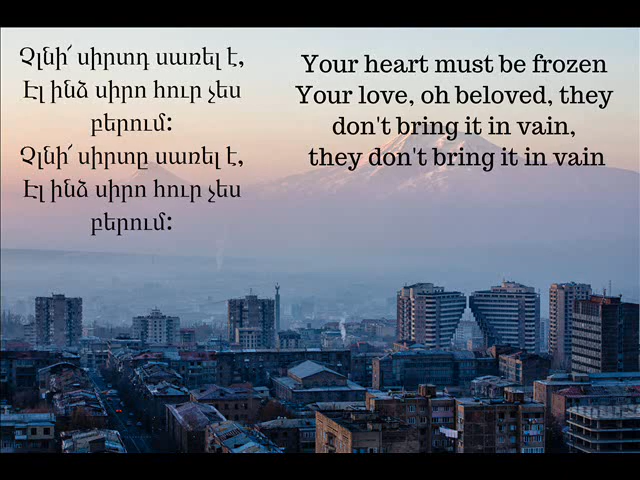 Չլնի՛ սիրտդ սառել է,
Էլ ինձ սիրո հուր չես
բերում:
Չլնի՛ սիրտը սառել է,
Էլ ինձ սիրո հուր չես
բերում:
Your heart must be frozen
Your love, oh beloved, they
don't bring it in vain,
they don't bring it in vain